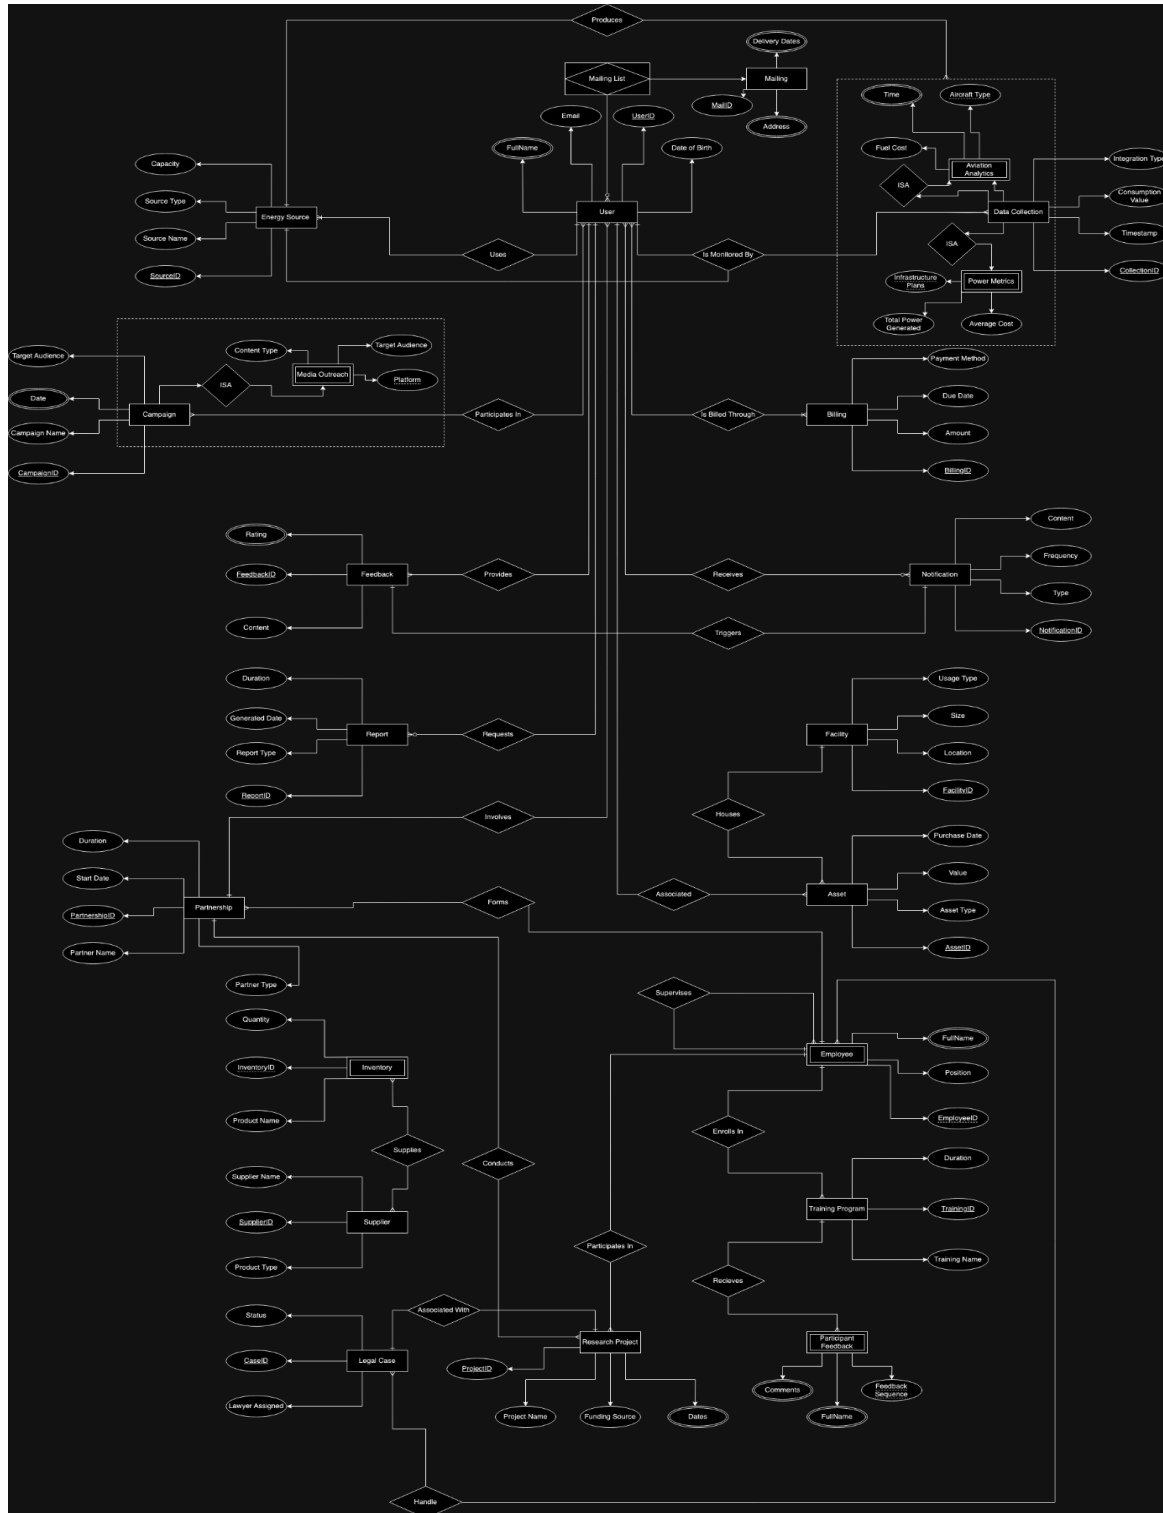 Produces
Delivery Dates
Mailing List
Mailing
MailID
Address
Email
UserID
FullName
Date of Birth
User
Time
Aircraft Type
Fuel Cost
Aviation
Analytics
ISA
Data Collection
Integration Type
Consumption
Value
Timestamp
CollectionID
ISA
Infrastructure
Plans
Power Metrics
Total Power
Generated
Average Cost
Capacity
Source Type
Energy Source
Source Name
SourceID
Uses
Is Monitored By
Target Audience
Content Type
Target Audience
Media Outreach
Platform
ISA
Date
Campaign
Campaign Name
CampaignID
Participates In
Is Billed Through
Payment Method
Due Date
Billing
Amount
BillingID
Rating
FeedbackID
Feedback
Content
Provides
Receives
Content
Frequency
Notification
Type
NotificationID
Triggers
Duration
Generated Date
Report
Report Type
ReportID
Requests
Usage Type
Size
Facility
Location
FacilityID
Houses
Involves
Duration
Start Date
Partnership
PartnershipID
Partner Name
Partner Type
Forms
Associated
Purchase Date
Value
Asset
Asset Type
AssetID
Supervises
Quantity
InventoryID
Inventory
Product Name
FullName
Employee
Position
EmployeeID
Enrolls In
Supplies
Conducts
Duration
Training Program
TrainingID
Training Name
Supplier Name
SupplierID
Supplier
Product Type
Participates In
Recieves
Associated With
Status
CaseID
Legal Case
Lawyer Assigned
Research Project
ProjectID
Project Name
Funding Source
Dates
Participant
Feedback
Comments
Feedback
Sequence
FullName
Handle